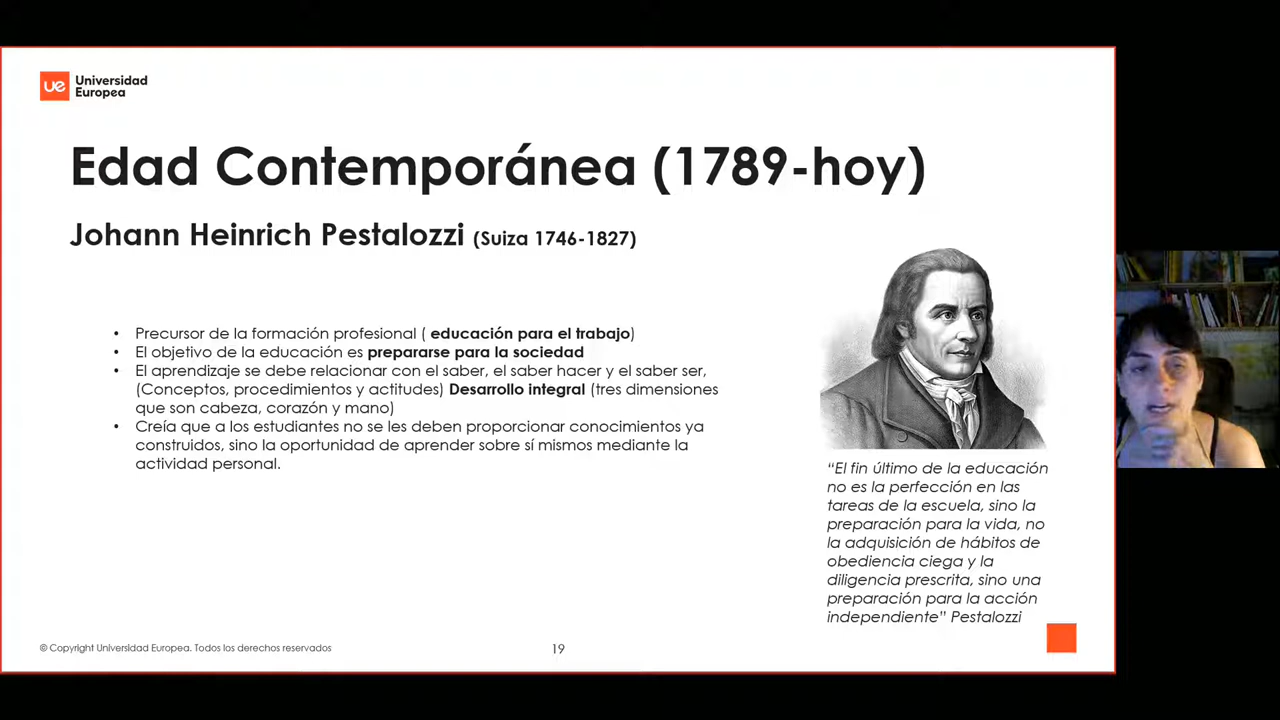 ue Universidad
Europea
Edad Contemporánea (1789-hoy)
Johann Heinrich Pestalozzi (Suiza 1746-1827)
• Precursor de la formación profesional ( educación para el trabajo)
• El objetivo de la educación es prepararse para la sociedad
• El aprendizaje se debe relacionar con el saber, el saber hacer y el saber ser,
(Conceptos, procedimientos y actitudes) Desarrollo integral (tres dimensiones
que son cabeza, corazón y mano)
• Creía que a los estudiantes no se les deben proporcionar conocimientos ya
construidos, sino la oportunidad de aprender sobre sí mismos mediante la
actividad personal.
“El fin último de la educación
no es la perfección en las
tareas de la escuela, sino la
preparación para la vida, no
la adquisición de hábitos de
obediencia ciega y la
diligencia prescrita, sino una
preparación para la acción
independiente” Pestalozzi
© Copyright Universidad Europea. Todos los derechos reservados
19